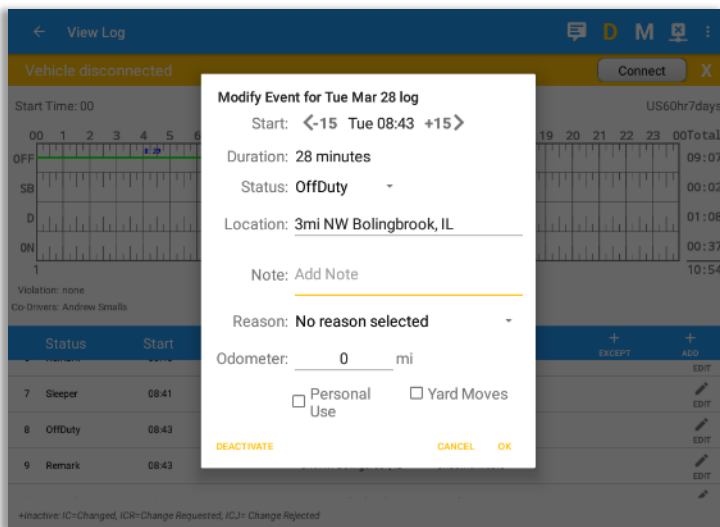 View Log
D M
Vehicle disconnected
Connect X
Start Time: 00
US60hr7days
00 1 2 3 4 5 6
19 20 21 22 23 00Total
OFF
09:07
SB
00:02
D
01:08
ON
00:37
1
10:54
Violation: none
Co-Drivers: Andrew Smalls
Modify Event for Tue Mar 28 log
Start: -15 Tue 08:43 +15
Duration: 28 minutes
Status: OffDuty
Location: 3mi NW Bolingbrook, IL
Note: Add Note
Reason: No reason selected
Odometer: 0 mi
Personal Use
Yard Moves
DEACTIVATE
CANCEL OK
Status Start
+ EXCEPT
+ ADD
EDIT
7 Sleeper 08:41
EDIT
8 OffDuty 08:43
EDIT
9 Remark 08:43
EDIT
+Inactive: IC=Changed, ICR=Change Requested, ICJ= Change Rejected